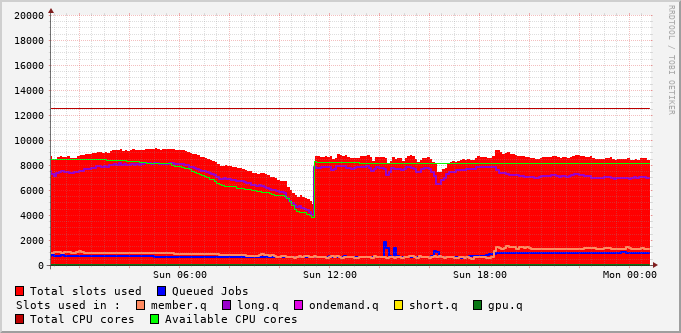 20000
18000
16000
14000
12000
10000
8000
6000
4000
2000
0
Sun 06:00 Sun 12:00 Sun 18:00 Mon 00:00
RRDTOOL / TOBI OETIKER
Total slots used Queued Jobs
Slots used in : member.q long.q ondemand.q short.q gpu.q
Total CPU cores Available CPU cores